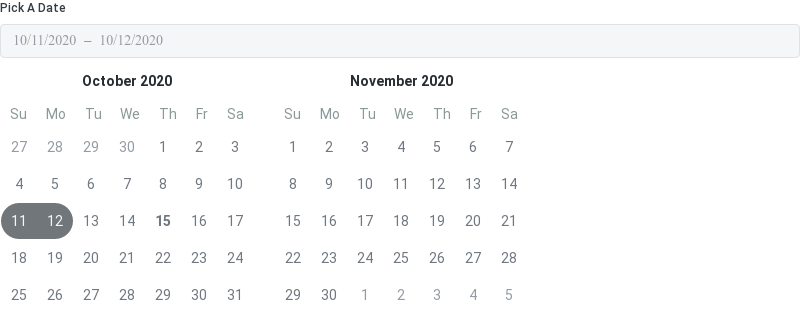 Pick A Date
10/11/2020 – 10/12/2020
October 2020
Su Mo Tu We Th Fr Sa
27 28 29 30 1 2 3
4 5 6 7 8 9 10
11 12 13 14 15 16 17
18 19 20 21 22 23 24
25 26 27 28 29 30 31
November 2020
Su Mo Tu We Th Fr Sa
1 2 3 4 5 6 7
8 9 10 11 12 13 14
15 16 17 18 19 20 21
22 23 24 25 26 27 28
29 30 1 2 3 4 5